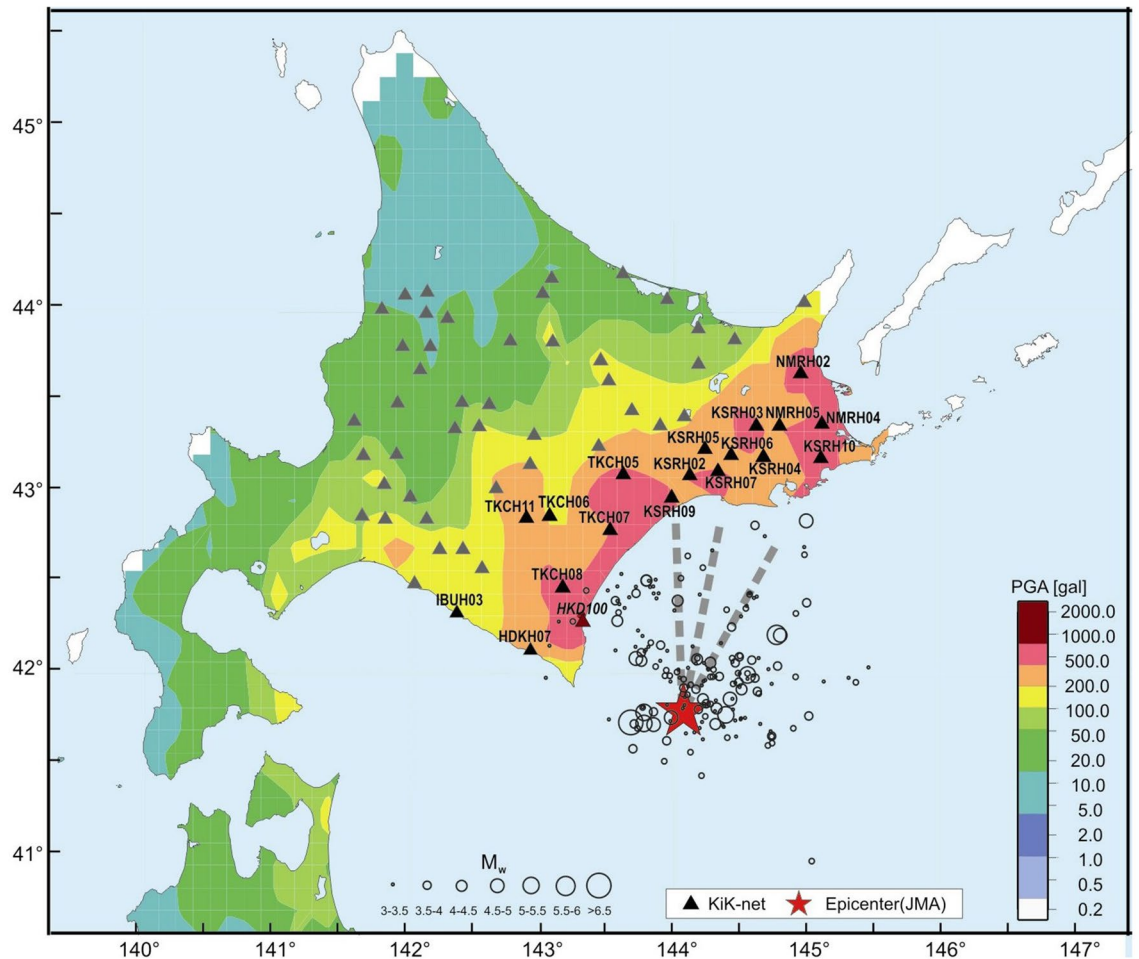 45°
44°
NMRH02
KSRH03 NMRH05 NMRH04
KSRH05 KSRH06 KSRH10
TKCH05 KSRH02 KSRH04
KSRH07
TKCH11 TKCH06 KSRH09
43°
TKCH07
TKCH08
IBUH03 HKD100
HDKH07
42°
41°
PGA [gal]
2000.0
1000.0
500.0
200.0
100.0
50.0
20.0
10.0
5.0
2.0
1.0
0.5
0.2
Mw
3-3.5 3.5-4 4-4.5 4.5-5 5-5.5 5.5-6 >6.5
KiK-net Epicenter(JMA)
140° 141° 142° 143° 144° 145° 146° 147°